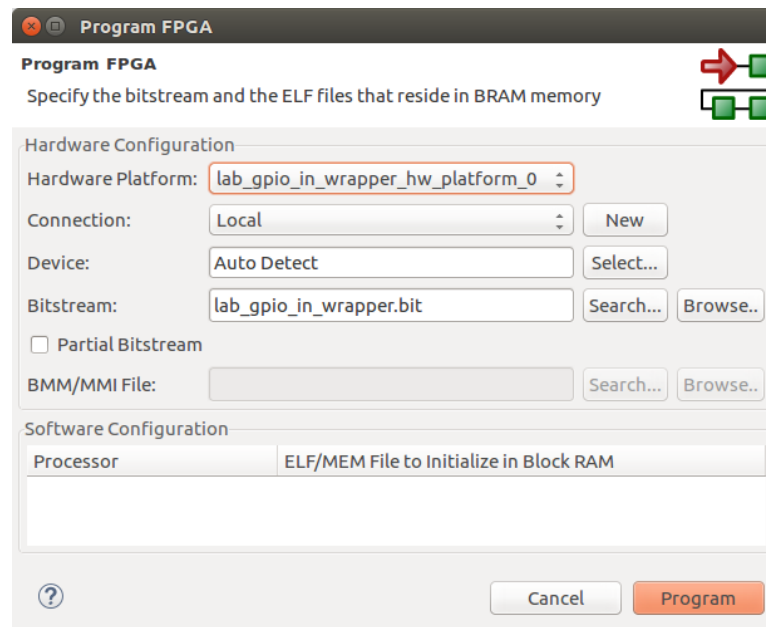 Program FPGA
Program FPGA
Specify the bitstream and the ELF files that reside in BRAM memory
Hardware Configuration
Hardware Platform: lab_gpio_in_wrapper_hw_platform_0
Connection: Local New
Device: Auto Detect Select...
Bitstream: lab_gpio_in_wrapper.bit Search... Browse..
Partial Bitstream
BMM/MMI File: Search... Browse..
Software Configuration
Processor ELF/MEM File to Initialize in Block RAM
? Cancel Program